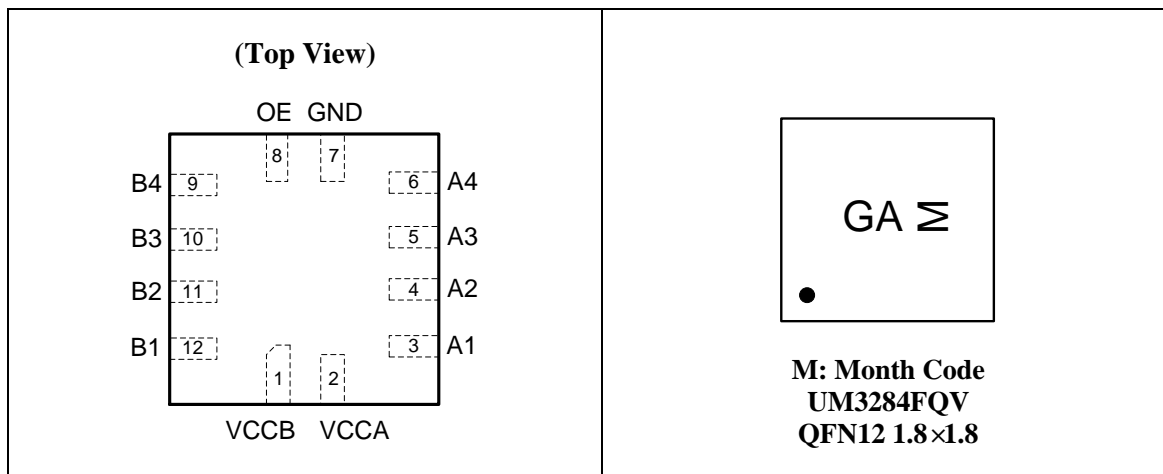 (Top View)
OE GND
8 7
B4 9 6 A4
B3 10 5 A3
B2 11 4 A2
B1 12 3 A1
1 2
VCCB VCCA
GA M
M: Month Code
UM3284FQV
QFN12 1.8×1.8